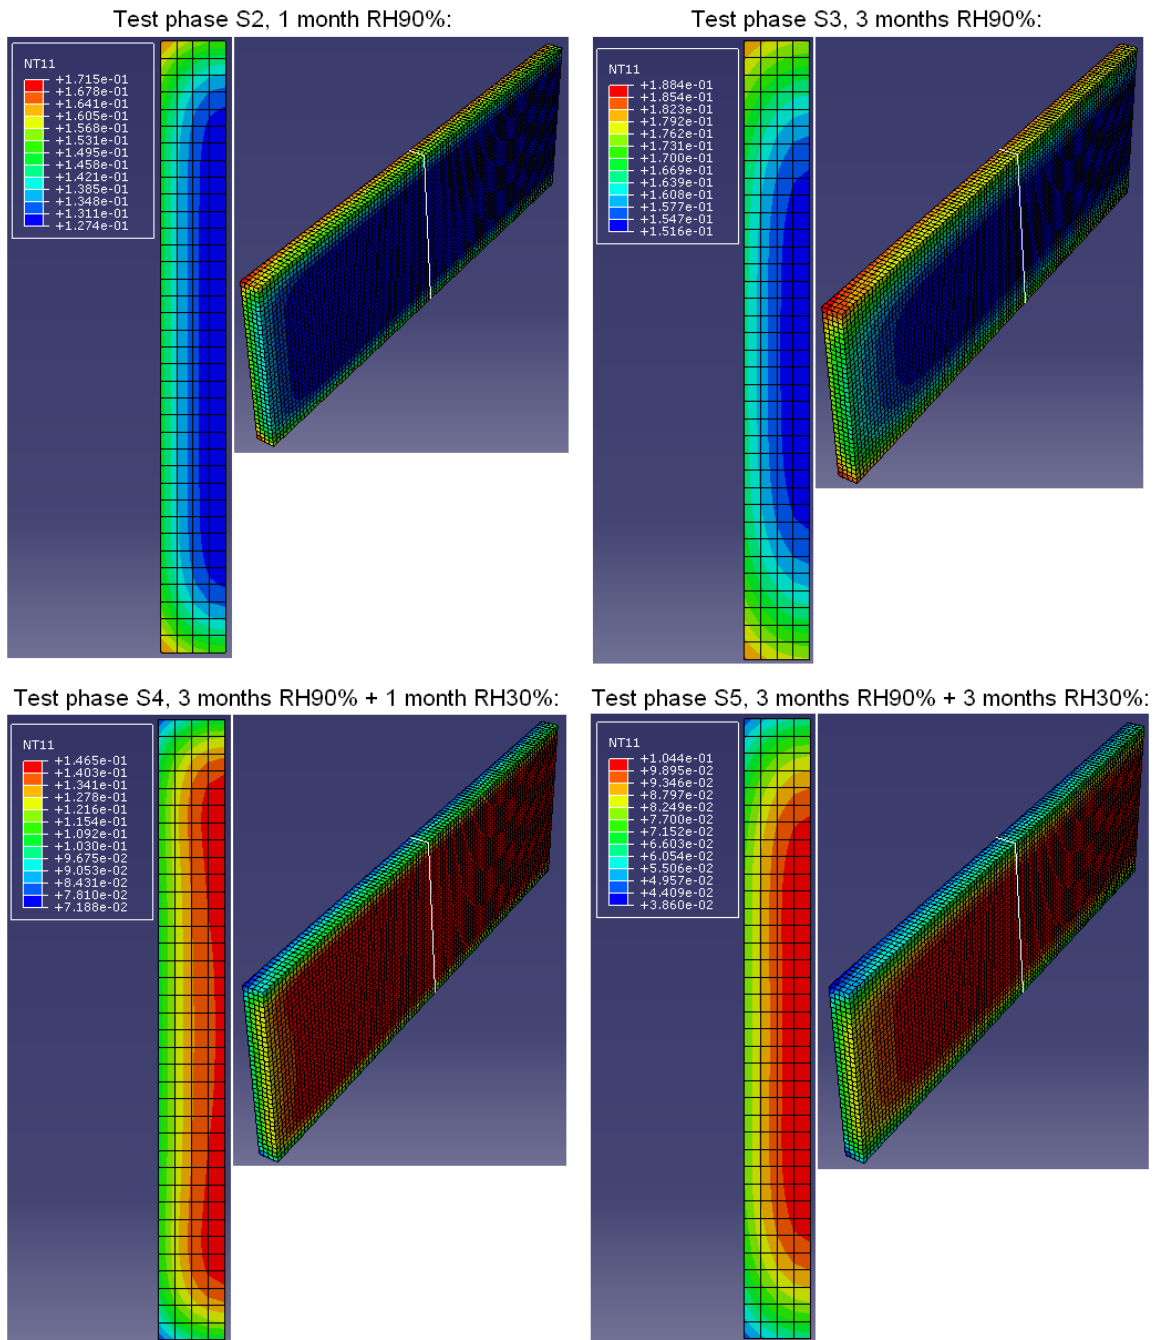 Test phase S2, 1 month RH90%:
NT11
+1.715e-01
+1.678e-01
+1.641e-01
+1.605e-01
+1.568e-01
+1.531e-01
+1.495e-01
+1.458e-01
+1.421e-01
+1.385e-01
+1.348e-01
+1.311e-01
+1.274e-01
Test phase S3, 3 months RH90%:
NT11
+1.884e-01
+1.854e-01
+1.823e-01
+1.792e-01
+1.762e-01
+1.731e-01
+1.700e-01
+1.669e-01
+1.639e-01
+1.608e-01
+1.577e-01
+1.547e-01
+1.516e-01
Test phase S4, 3 months RH90% + 1 month RH30%:
NT11
+1.465e-01
+1.403e-01
+1.341e-01
+1.278e-01
+1.216e-01
+1.154e-01
+1.092e-01
+1.030e-01
+9.675e-02
+9.053e-02
+8.431e-02
+7.810e-02
+7.188e-02
Test phase S5, 3 months RH90% + 3 months RH30%:
NT11
+1.044e-01
+9.895e-02
+9.346e-02
+8.797e-02
+8.249e-02
+7.700e-02
+7.152e-02
+6.603e-02
+6.054e-02
+5.506e-02
+4.957e-02
+4.409e-02
+3.860e-02